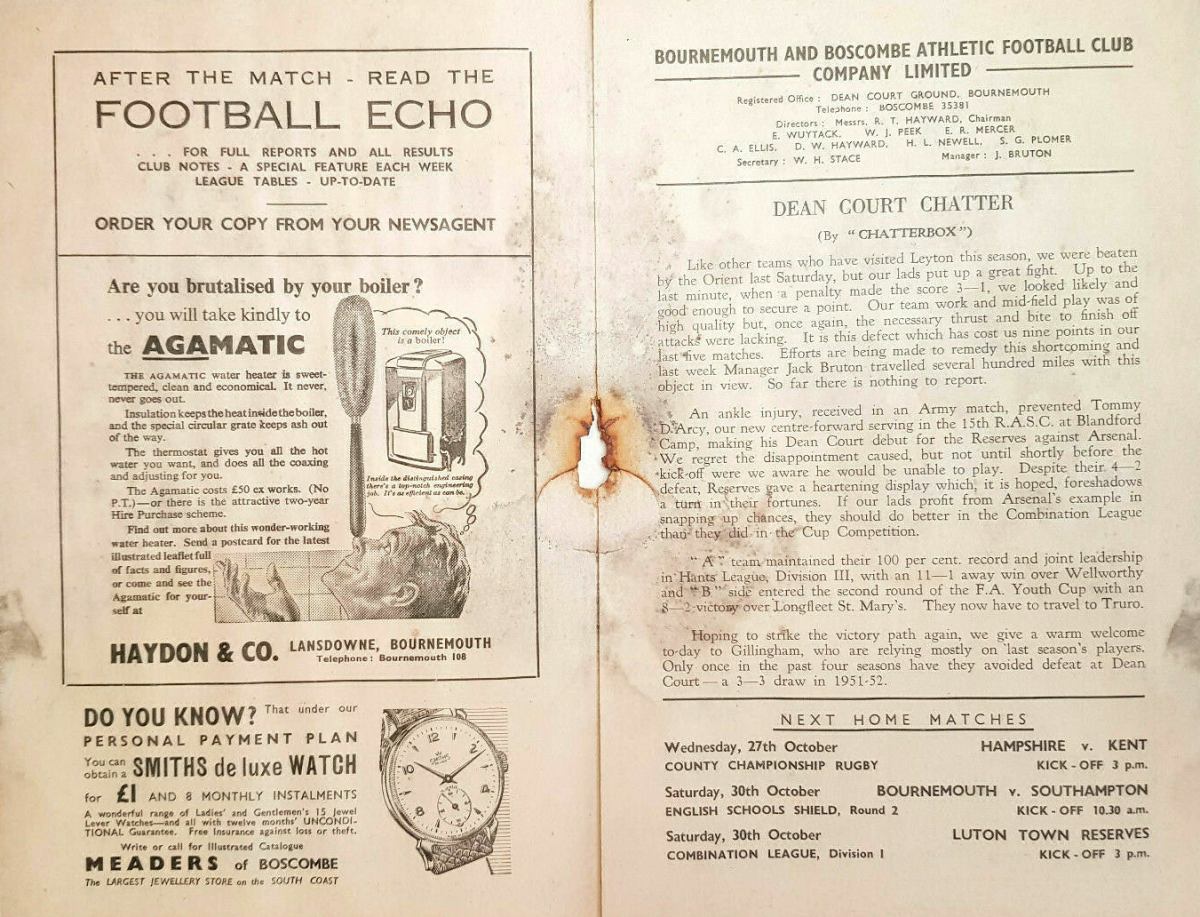 AFTER THE MATCH - READ THE
FOOTBALL ECHO
. . . FOR FULL REPORTS AND ALL RESULTS
CLUB NOTES - A SPECIAL FEATURE EACH WEEK
LEAGUE TABLES - UP-TO-DATE
ORDER YOUR COPY FROM YOUR NEWSAGENT
Are you brutalised by your boiler?
. . . you will take kindly to
the AGAMATIC
THE AGAMATIC water heater is sweet-
tempered, clean and economical. It never,
never goes out.
Insulation keeps the heat inside the boiler,
and the special circular grate keeps ash out
of the way.
The thermostat gives you all the hot
water you want, and does all the coaxing
and adjusting for you.
The Agamatic costs £50 ex works. (No
P.T.)—or there is the attractive two-year
Hire Purchase scheme.
Find out more about this wonder-working
water heater. Send a postcard for the latest
illustrated leaflet full
of facts and figures,
or come and see the
Agamatic for your-
self at
This comely object
is a boiler!
Inside the distinguished casing
there's a top-notch engineering
job. It's as efficient as can be.
HAYDON & CO. LANSDOWNE, BOURNEMOUTH
Telephone: Bournemouth 108
DO YOU KNOW? That under our
PERSONAL PAYMENT PLAN
You can
obtain a SMITHS de luxe WATCH
for £1 AND 8 MONTHLY INSTALMENTS
A wonderful range of Ladies' and Gentlemen's 15 Jewel
Lever Watches—and all with twelve months' UNCONDI-
TIONAL Guarantee. Free Insurance against loss or theft.
Write or call for Illustrated Catalogue
MEADERS of BOSCOMBE
The LARGEST JEWELLERY STORE on the SOUTH COAST
BOURNEMOUTH AND BOSCOMBE ATHLETIC FOOTBALL CLUB
COMPANY LIMITED
Registered Office: DEAN COURT GROUND, BOURNEMOUTH
Telephone: BOSCOMBE 35381
Directors: Messrs. R. T. HAYWARD, Chairman
E. WUYTACK. W. J. PEEK E. R. MERCER
C. A. ELLIS. D. W. HAYWARD. H. L. NEWELL. S. G. PLOMER
Secretary: W. H. STACE Manager: J. BRUTON
DEAN COURT CHATTER
(By "CHATTERBOX")
Like other teams who have visited Leyton this season, we were beaten
by the Orient last Saturday, but our lads put up a great fight. Up to the
last minute, when a penalty made the score 3—1, we looked likely and
good enough to secure a point. Our team work and mid-field play was of
high quality but, once again, the necessary thrust and bite to finish off
attacks were lacking. It is this defect which has cost us nine points in our
last five matches. Efforts are being made to remedy this shortcoming and
last week Manager Jack Bruton travelled several hundred miles with this
object in view. So far there is nothing to report.
An ankle injury, received in an Army match, prevented Tommy
D'Arcy, our new centre-forward serving in the 15th R.A.S.C. at Blandford
Camp, making his Dean Court debut for the Reserves against Arsenal.
We regret the disappointment caused, but not until shortly before the
kick-off were we aware he would be unable to play. Despite their 4—2
defeat, Reserves gave a heartening display which, it is hoped, foreshadows
a turn in their fortunes. If our lads profit from Arsenal's example in
snapping up chances, they should do better in the Combination League
than they did in the Cup Competition.
"A" team maintained their 100 per cent. record and joint leadership
in Hants League, Division III, with an 11—1 away win over Wellworthy
and "B" side entered the second round of the F.A. Youth Cup with an
8—2 victory over Longfleet St. Mary's. They now have to travel to Truro.
Hoping to strike the victory path again, we give a warm welcome
to-day to Gillingham, who are relying mostly on last season's players.
Only once in the past four seasons have they avoided defeat at Dean
Court — a 3—3 draw in 1951-52.
NEXT HOME MATCHES
Wednesday, 27th October HAMPSHIRE v. KENT
COUNTY CHAMPIONSHIP RUGBY KICK-OFF 3 p.m.
Saturday, 30th October BOURNEMOUTH v. SOUTHAMPTON
ENGLISH SCHOOLS SHIELD, Round 2 KICK-OFF 10.30 a.m.
Saturday, 30th October LUTON TOWN RESERVES
COMBINATION LEAGUE, Division I KICK-OFF 3 p.m.